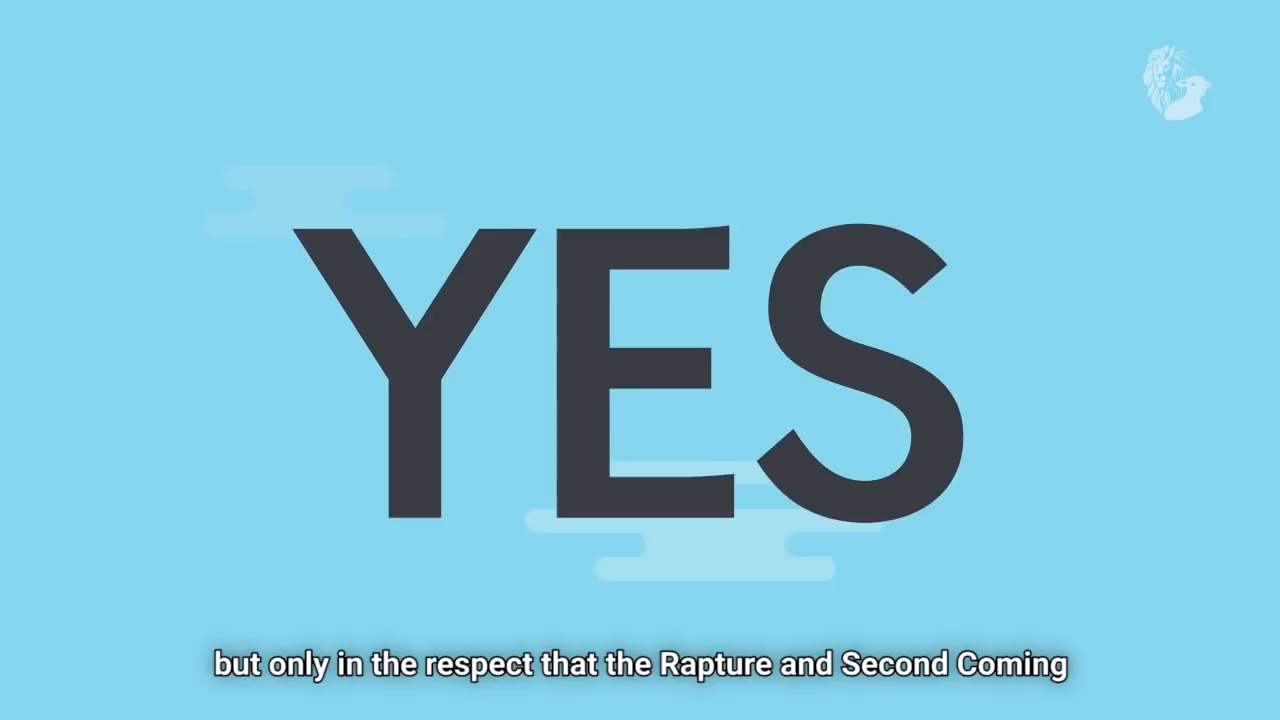 YES
but only in the respect that the Rapture and Second Coming